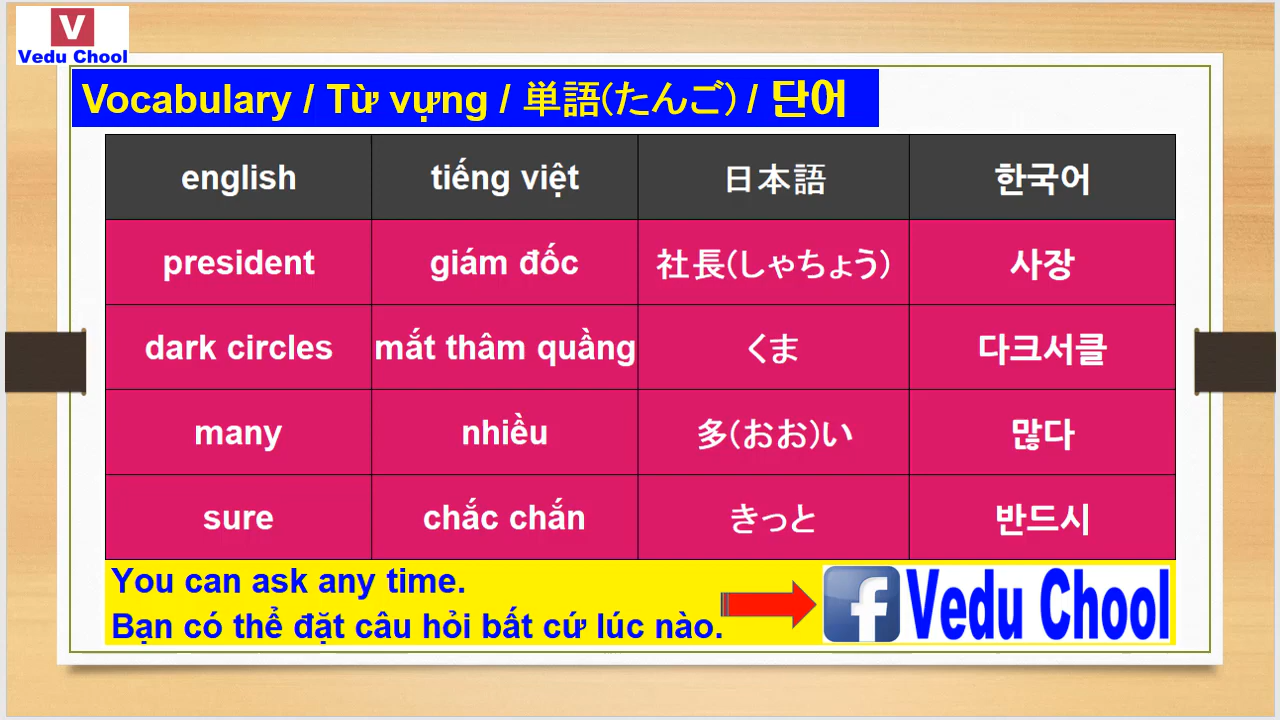 V
Vedu Chool
Vocabulary / Từ vựng / 単語(たんご) / 단어
english tiếng việt 日本語 한국어
president giám đốc 社長(しゃちょう) 사장
dark circles mắt thâm quầng くま 다크서클
many nhiều 多(おお)い 많다
sure chắc chắn きっと 반드시
You can ask any time.
Bạn có thể đặt câu hỏi bất cứ lúc nào.
f Vedu Chool